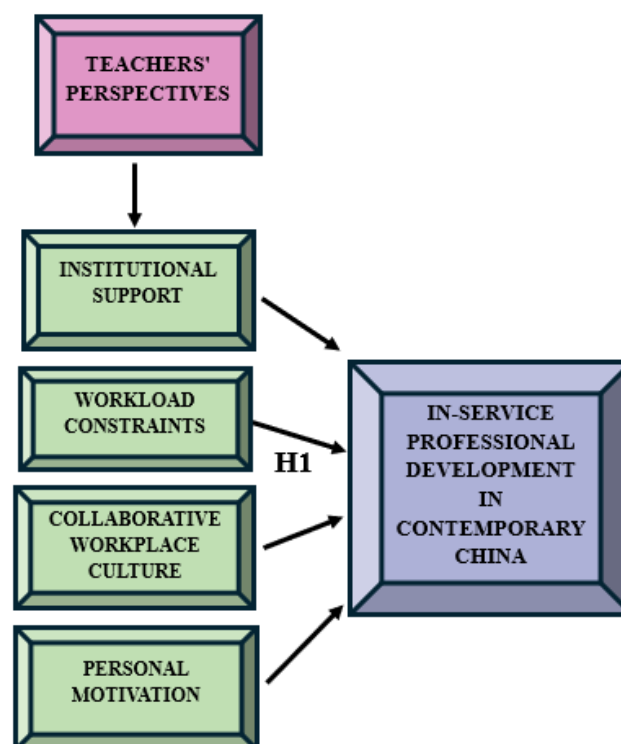 TEACHERS'
PERSPECTIVES
INSTITUTIONAL
SUPPORT
WORKLOAD
CONSTRAINTS
H1
COLLABORATIVE
WORKPLACE
CULTURE
PERSONAL
MOTIVATION
IN-SERVICE
PROFESSIONAL
DEVELOPMENT
IN
CONTEMPORARY
CHINA